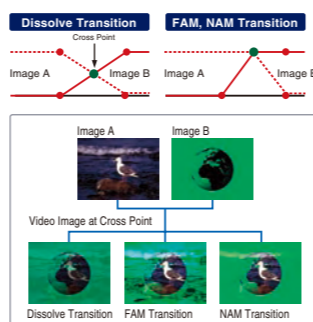 Dissolve Transition
FAM, NAM Transition
Cross Point
Image A
Image B
Image A
Image B
Image A
Image B
Video Image at Cross Point
Dissolve Transition
FAM Transition
NAM Transition